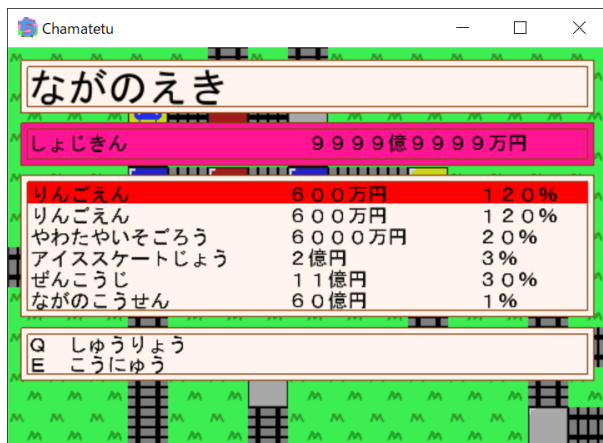 Chamatetu
ながのえき
しょじきん ９９９９億９９９９万円
りんごえん ６００万円 １２０%
りんごえん ６００万円 １２０%
やわたやいそごろう ６０００万円 ２０%
アイススケートじょう ２億円 ３%
ぜんこうじ １１億円 ３０%
ながのこうせん ６０億円 １%
Q しゅうりょう
E こうにゅう